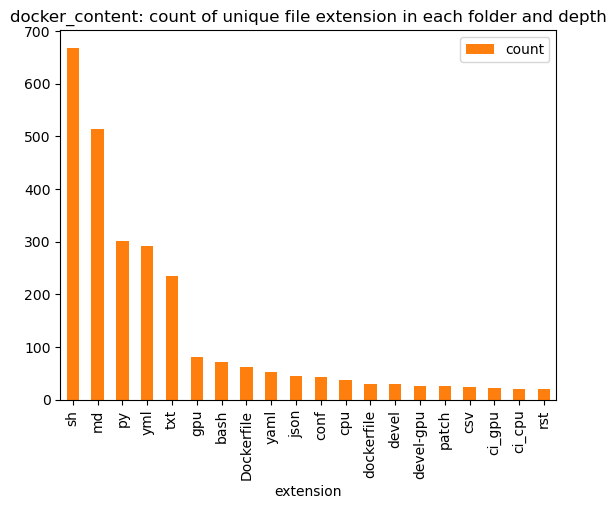 docker_content: count of unique file extension in each folder and depth
count
700
600
500
400
300
200
100
0
sh
md
py
yml
txt
gpu
bash
Dockerfile
yaml
json
conf
cpu
dockerfile
devel
devel-gpu
patch
csv
ci_gpu
ci_cpu
rst
extension